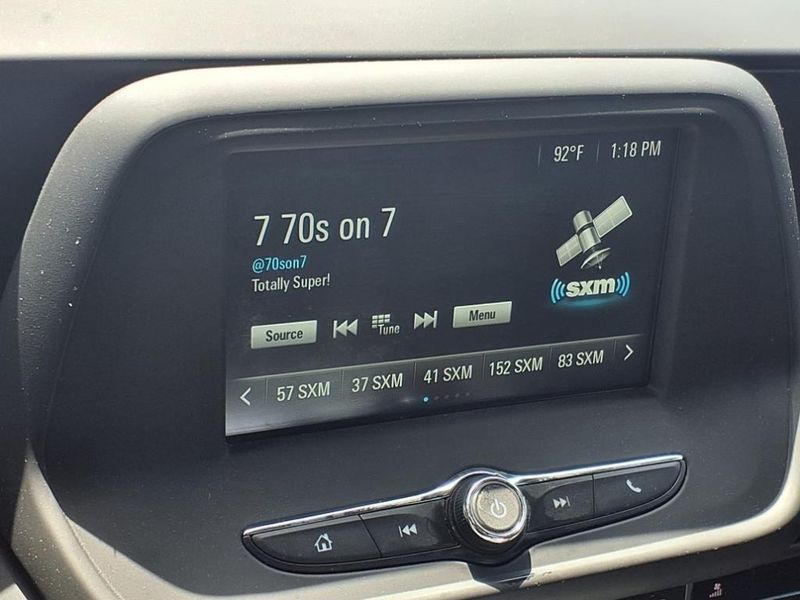 92°F 1:18 PM
7 70s on 7
@70son7
Totally Super!
sxm
Source Tune Menu
57 SXM 37 SXM 41 SXM 152 SXM 83 SXM